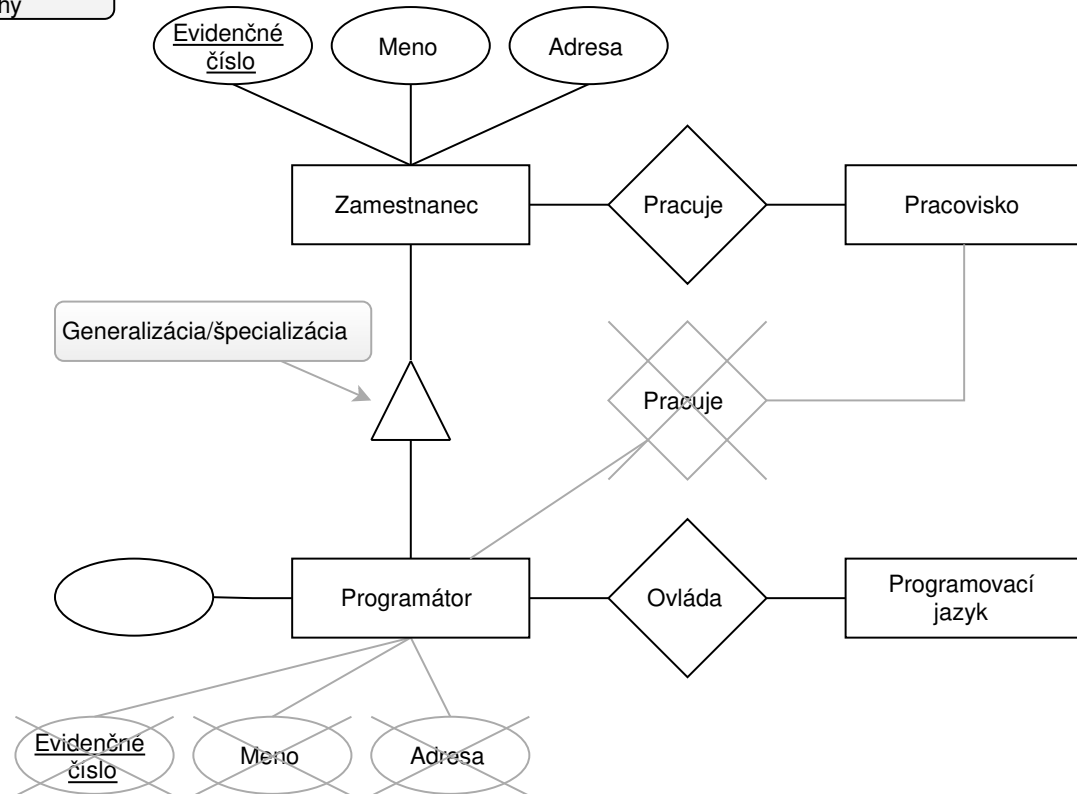 Evidenčné
číslo
Meno
Adresa
Zamestnanec
Pracuje
Pracovisko
Generalizácia/špecializácia
Pracuje
Programátor
Ovláda
Programovací
jazyk
Evidenčné
číslo
Meno
Adresa